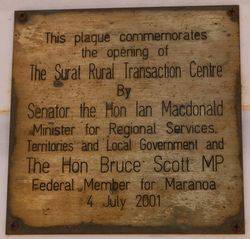 This plaque commemorates
the opening of
The Surat Rural Transaction Centre
By
Senator the Hon Ian Macdonald
Minister for Regional Services,
Territories and Local Government and
The Hon Bruce Scott MP
Federal Member for Maranoa
4 July 2001